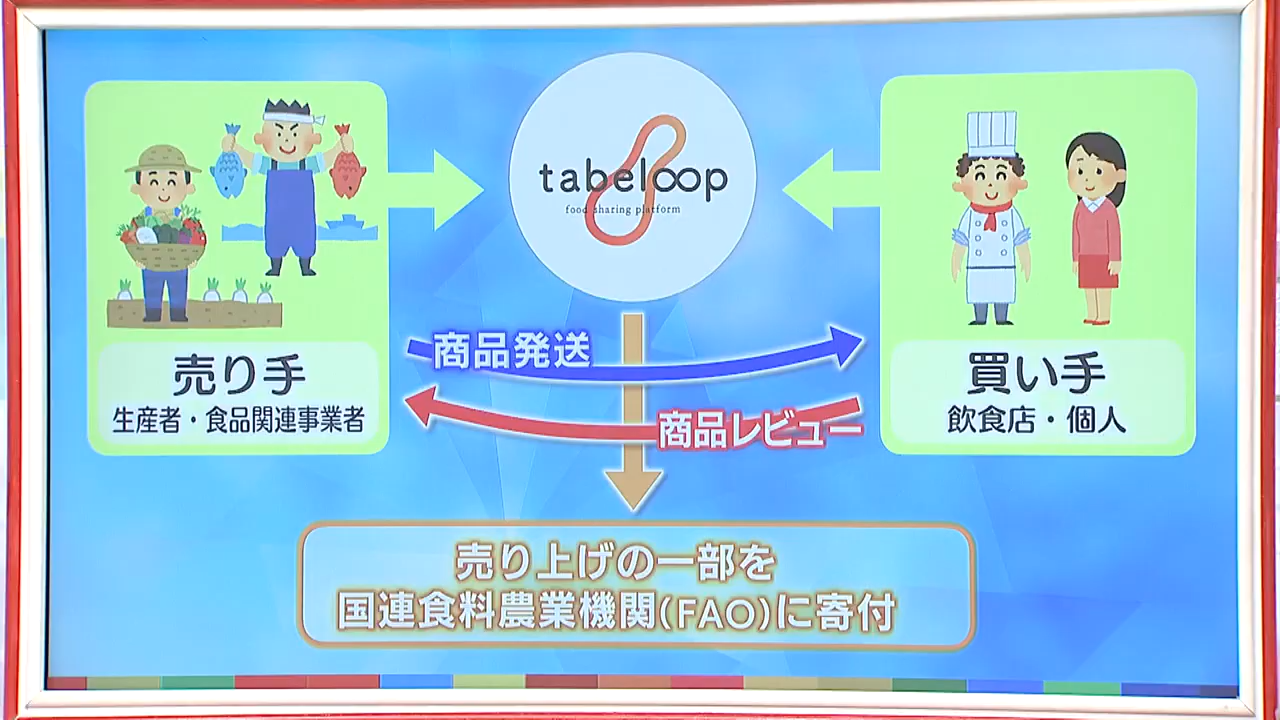 tabeloop
food sharing platform
売り手
生産者・食品関連事業者
商品発送
商品レビュー
買い手
飲食店・個人
売り上げの一部を
国連食料農業機関(FAO)に寄付